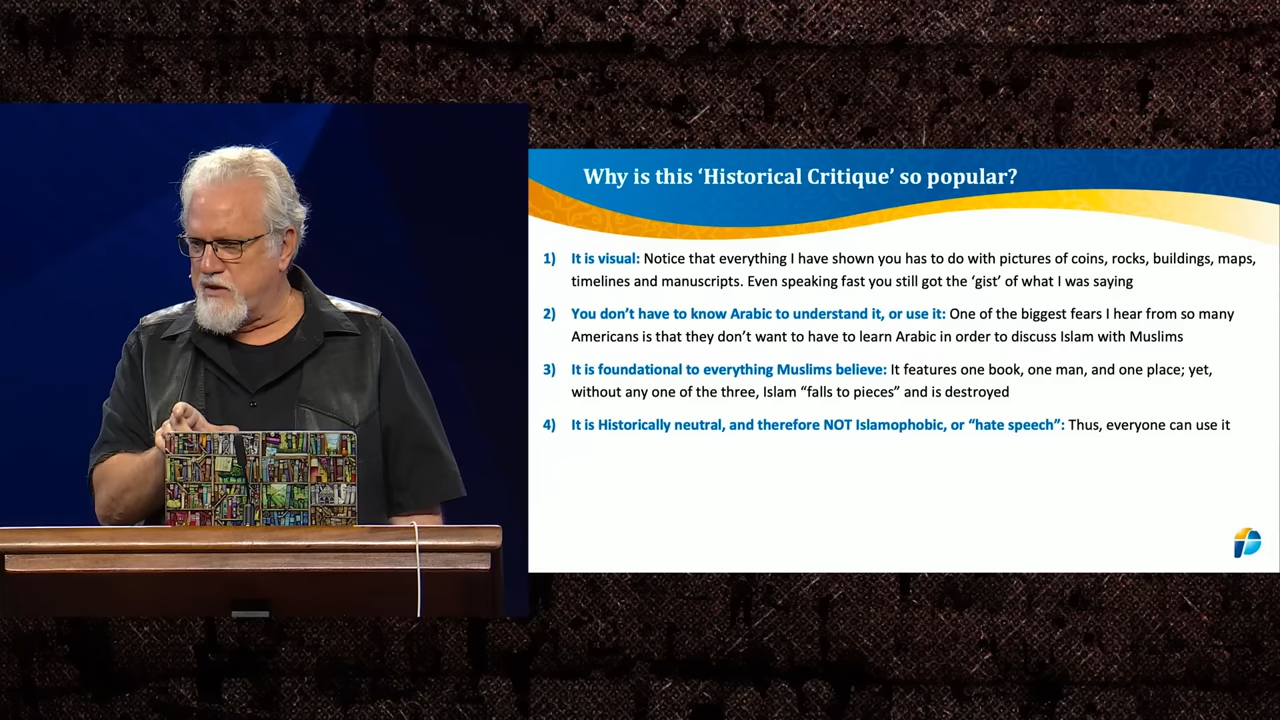 Why is this ‘Historical Critique’ so popular?
1) It is visual: Notice that everything I have shown you has to do with pictures of coins, rocks, buildings, maps,
timelines and manuscripts. Even speaking fast you still got the ‘gist’ of what I was saying
2) You don’t have to know Arabic to understand it, or use it: One of the biggest fears I hear from so many
Americans is that they don’t want to have to learn Arabic in order to discuss Islam with Muslims
3) It is foundational to everything Muslims believe: It features one book, one man, and one place; yet,
without any one of the three, Islam “falls to pieces” and is destroyed
4) It is Historically neutral, and therefore NOT Islamophobic, or “hate speech”: Thus, everyone can use it